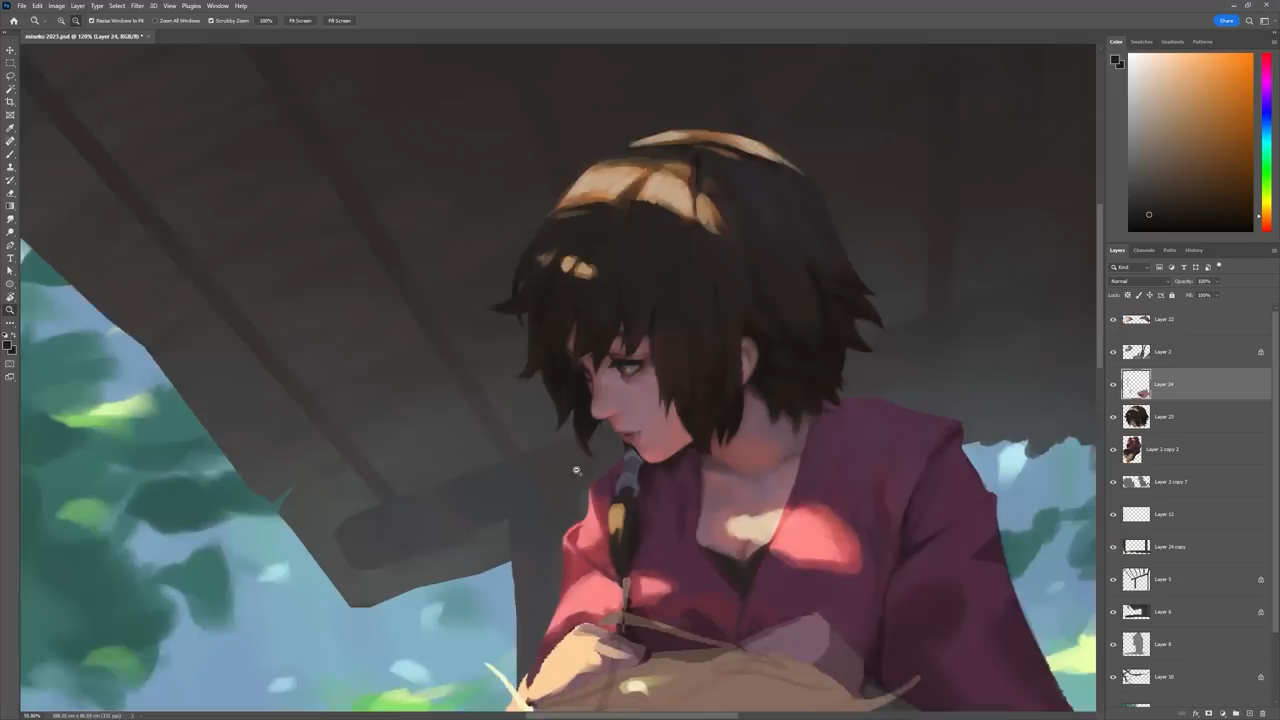 File Edit Image Layer Type Select Filter 3D View Plugins Window Help
Resize Windows to Fit Zoom All Windows Scrubby Zoom 100% Fit Screen Fill Screen Share
mineko 2023.psd @ 120% (Layer 24, RGB/8) *
Color Swatches Gradients Patterns
Layers Channels Paths History
Kind
Normal Opacity: 100%
Lock: Fill: 100%
Layer 22
Layer 2
Layer 24
Layer 23
Layer 2 copy 2
Layer 2 copy 7
Layer 12
Layer 24 copy
Layer 5
Layer 6
Layer 8
Layer 10